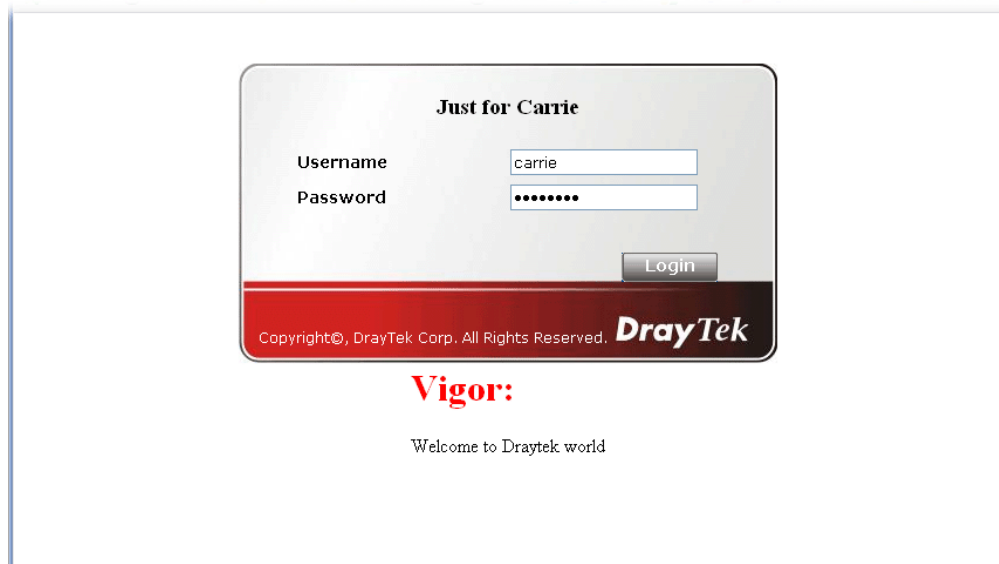 Just for Carrie
Username carrie
Password ••••••••
Login
Copyright©, DrayTek Corp. All Rights Reserved. DrayTek
Vigor:
Welcome to Draytek world